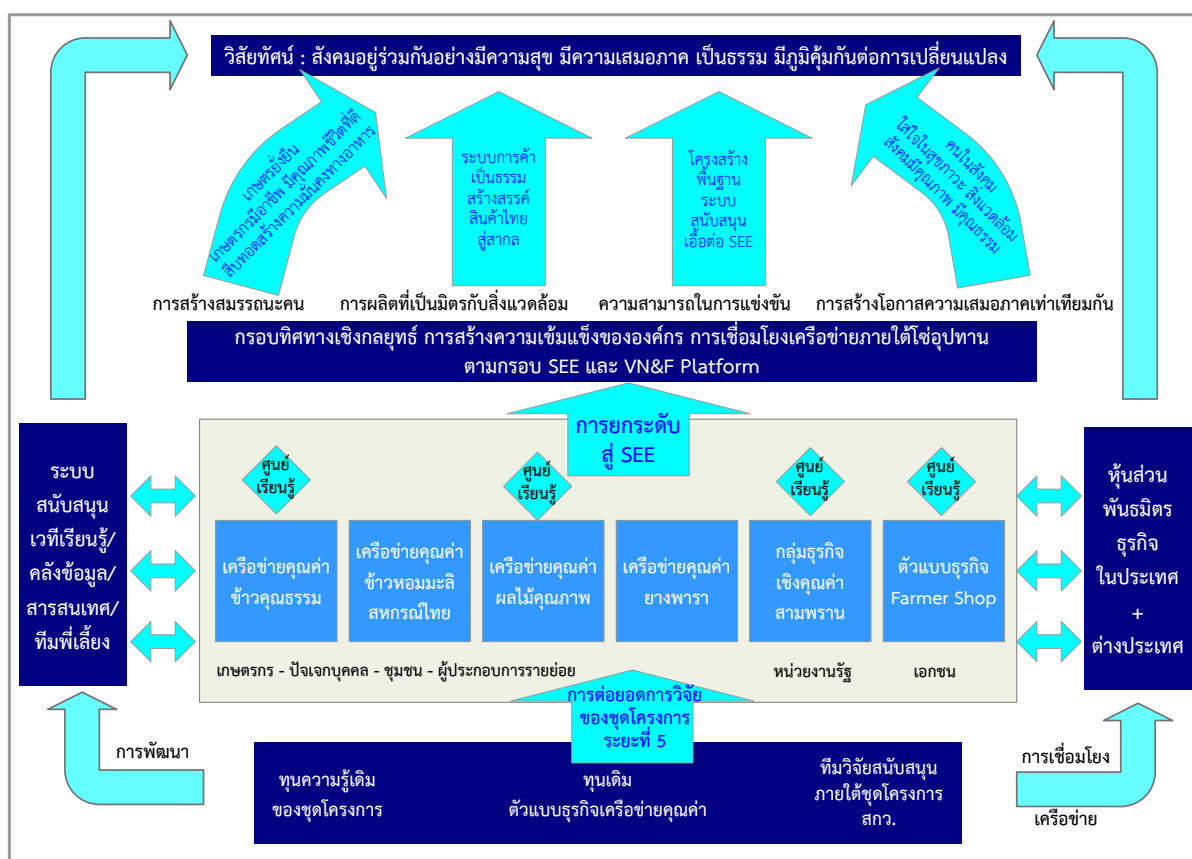 วิสัยทัศน์ : สังคมอยู่ร่วมกันอย่างมีความสุข มีความเสมอภาค เป็นธรรม มีภูมิคุ้มกันต่อการเปลี่ยนแปลง
เกษตรยั่งยืน
เกษตรกรมีอาชีพ มีคุณภาพชีวิตที่ดี
สืบทอดสร้างความมั่นคงทางอาหาร
ระบบการค้า
เป็นธรรม
สร้างสรรค์
สินค้าไทย
สู่สากล
โครงสร้าง
พื้นฐาน
ระบบ
สนับสนุน
เอื้อต่อ SEE
คนในสังคม
ใส่ใจในสุขภาวะ สิ่งแวดล้อม
สังคมมีคุณภาพ มีคุณธรรม
การสร้างสมรรถนะคน
การผลิตที่เป็นมิตรกับสิ่งแวดล้อม
ความสามารถในการแข่งขัน
การสร้างโอกาสความเสมอภาคเท่าเทียมกัน
กรอบทิศทางเชิงกลยุทธ์ การสร้างความเข้มแข็งขององค์กร การเชื่อมโยงเครือข่ายภายใต้โซ่อุปทาน
ตามกรอบ SEE และ VN&F Platform
การยกระดับ
สู่ SEE
ระบบ
สนับสนุน
เวทีเรียนรู้/
คลังข้อมูล/
สารสนเทศ/
ทีมพี่เลี้ยง
ศูนย์
เรียนรู้
ศูนย์
เรียนรู้
ศูนย์
เรียนรู้
ศูนย์
เรียนรู้
เครือข่ายคุณค่า
ข้าวคุณธรรม
เครือข่ายคุณค่า
ข้าวหอมมะลิ
สหกรณ์ไทย
เครือข่ายคุณค่า
ผลไม้คุณภาพ
เครือข่ายคุณค่า
ยางพารา
กลุ่มธุรกิจ
เชิงคุณค่า
สามพราน
ตัวแบบธุรกิจ
Farmer Shop
หุ้นส่วน
พันธมิตร
ธุรกิจ
ในประเทศ
+
ต่างประเทศ
เกษตรกร - ปัจเจกบุคคล - ชุมชน - ผู้ประกอบการรายย่อย
หน่วยงานรัฐ
เอกชน
การต่อยอดการวิจัย
ของชุดโครงการ
ระยะที่ 5
การพัฒนา
การเชื่อมโยง
เครือข่าย
ทุนความรู้เดิม
ของชุดโครงการ
ทุนเดิม
ตัวแบบธุรกิจเครือข่ายคุณค่า
ทีมวิจัยสนับสนุน
ภายใต้ชุดโครงการ
สกว.